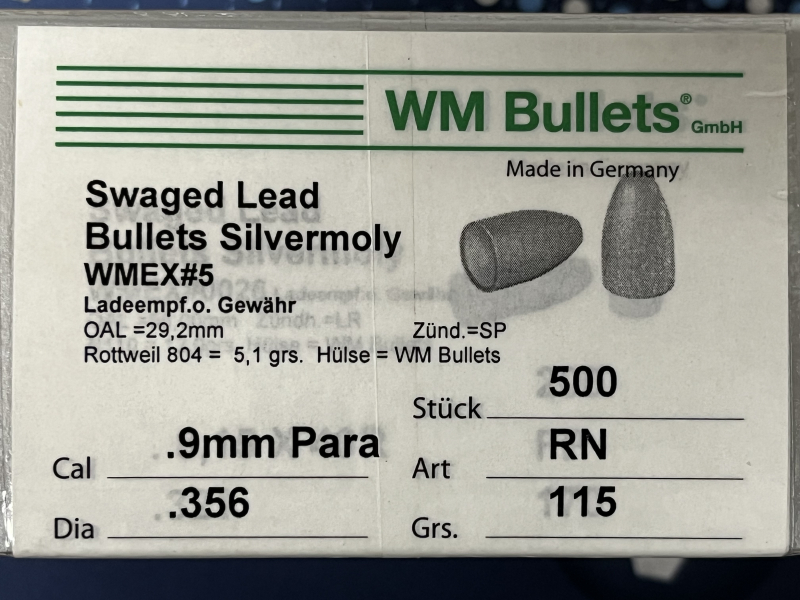 WM Bullets® GmbH
Made in Germany
Swaged Lead
Bullets Silvermoly
WMEX#5
Ladeempf.o. Gewähr
OAL =29,2mm Zünd.=SP
Rottweil 804 = 5,1 grs. Hülse = WM Bullets
Stück 500
Cal .9mm Para Art RN
Dia .356 Grs. 115